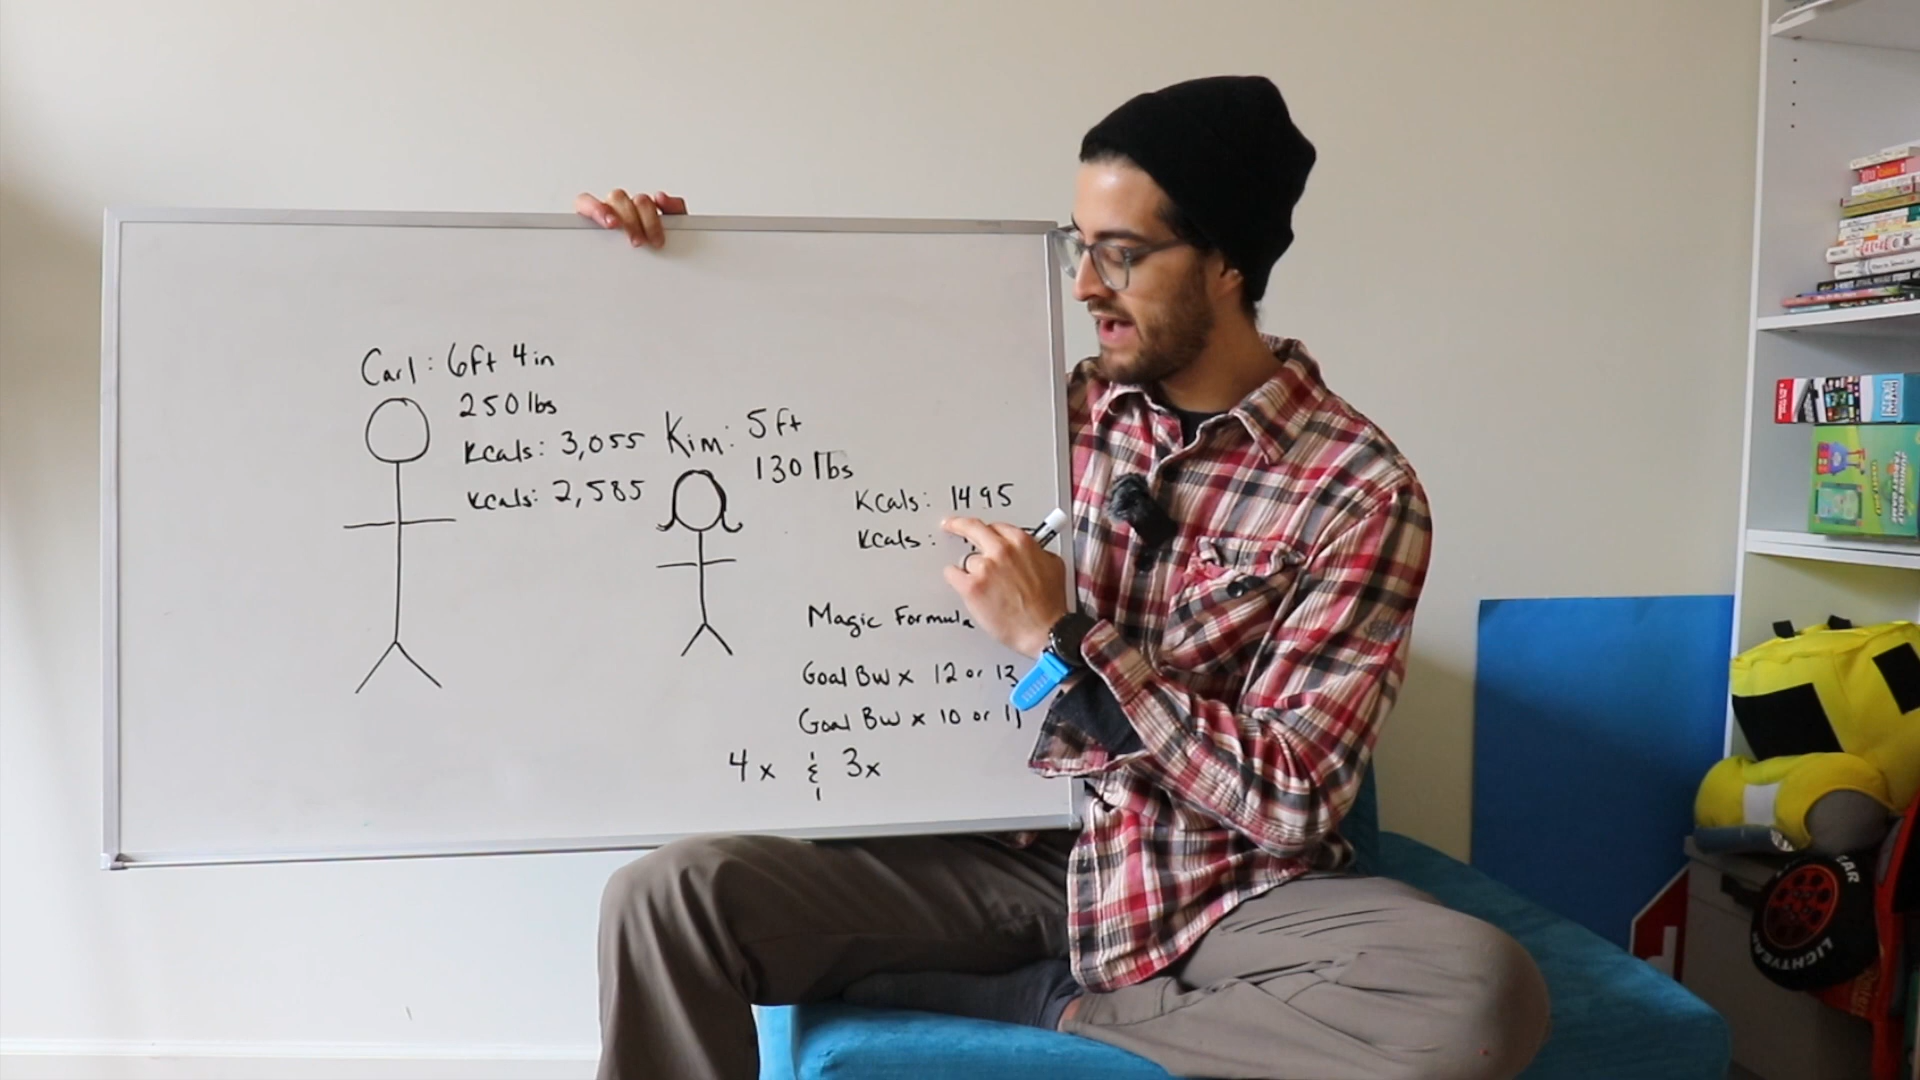 Carl: 6ft 4in
250 lbs
Kcals: 3,055
Kcals: 2,585
Kim: 5ft
130 lbs
Kcals: 1495
Kcals:
Magic Formula
Goal BW x 12 or 13
Goal BW x 10 or 11
4x & 3x
LIGHTYEAR